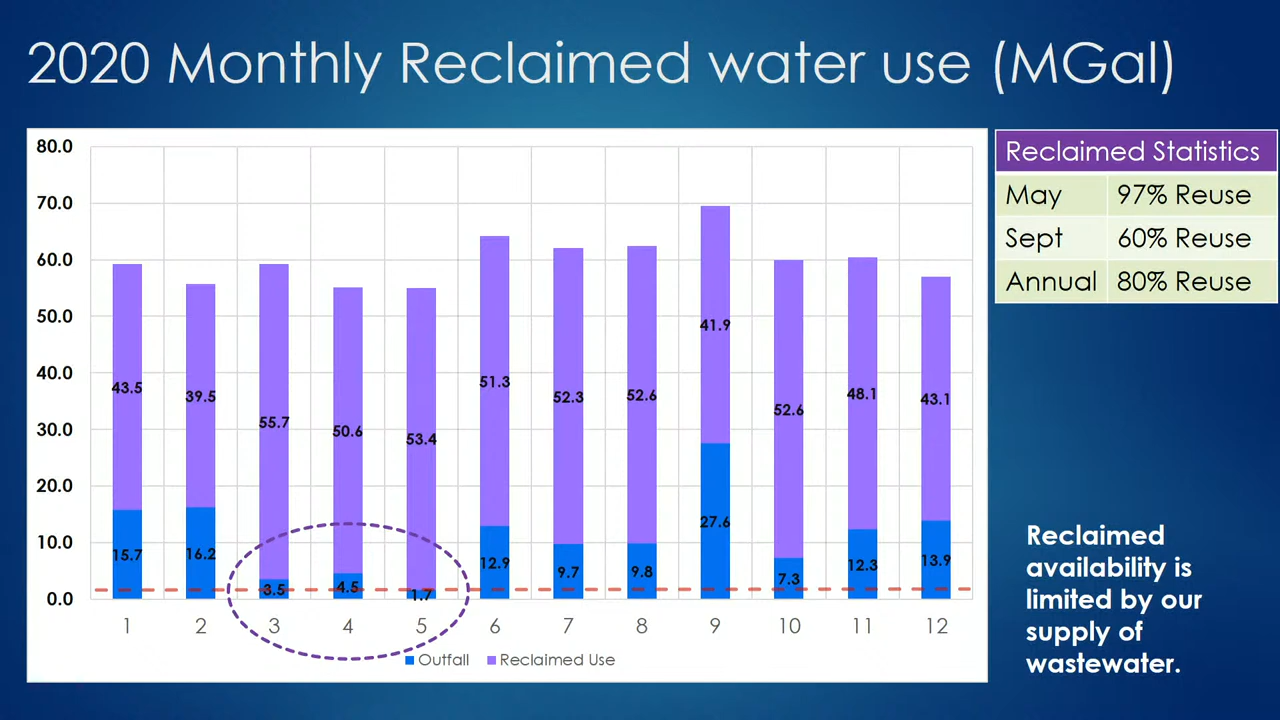 2020 Monthly Reclaimed water use (MGal)
80.0
70.0
60.0
50.0
40.0
30.0
20.0
10.0
0.0
43.5
39.5
55.7
50.6
53.4
51.3
52.3
52.6
41.9
52.6
48.1
43.1
15.7
16.2
3.5
4.5
1.7
12.9
9.7
9.8
27.6
7.3
12.3
13.9
1 2 3 4 5 6 7 8 9 10 11 12
Outfall Reclaimed Use
Reclaimed Statistics
May 97% Reuse
Sept 60% Reuse
Annual 80% Reuse
Reclaimed
availability is
limited by our
supply of
wastewater.